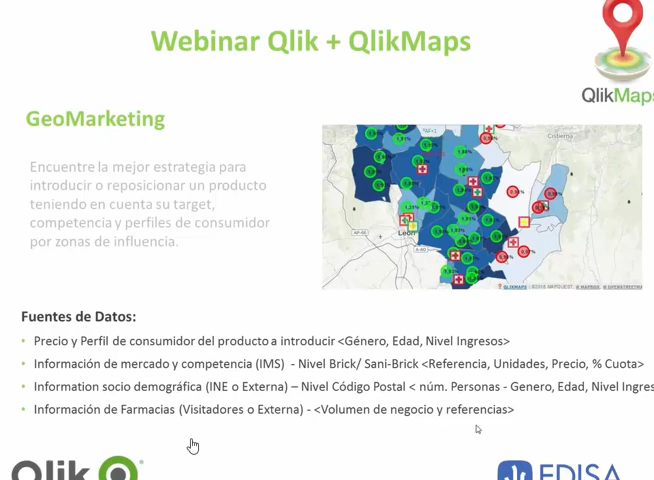 Webinar Qlik + QlikMaps
QlikMaps
GeoMarketing
Encuentre la mejor estrategia para
introducir o reposicionar un producto
teniendo en cuenta su target,
competencia y perfiles de consumidor
por zonas de influencia.
León
Fuentes de Datos:
• Precio y Perfil de consumidor del producto a introducir <Género, Edad, Nivel Ingresos>
• Información de mercado y competencia (IMS) - Nivel Brick/ Sani-Brick <Referencia, Unidades, Precio, % Cuota>
• Information socio demográfica (INE o Externa) – Nivel Código Postal < núm. Personas - Genero, Edad, Nivel Ingres
• Información de Farmacias (Visitadores o Externa) - <Volumen de negocio y referencias>
Qlik
EDISA